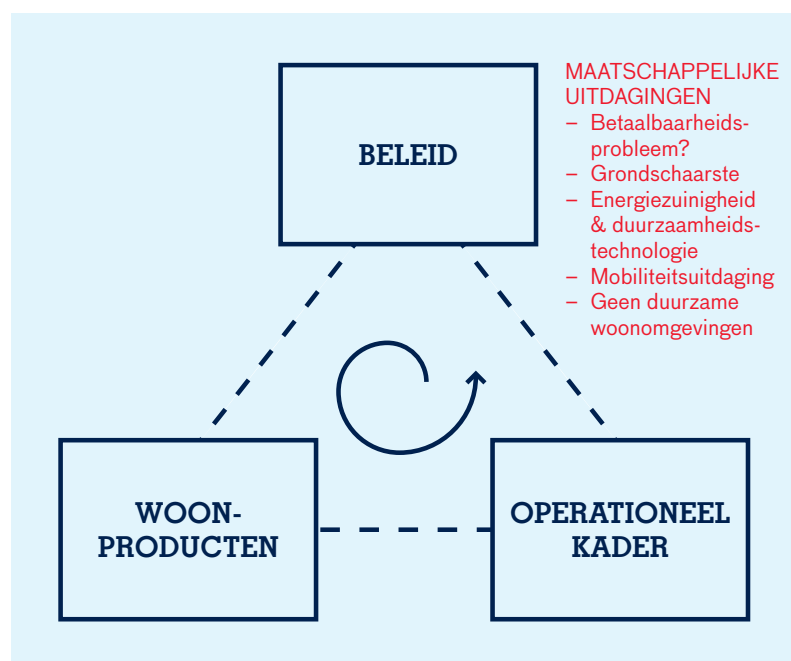 BELEID
MAATSCHAPPELIJKE
UITDAGINGEN
– Betaalbaarheids-
probleem?
– Grondschaarste
– Energiezuinigheid
& duurzaamheids-
technologie
– Mobiliteitsuitdaging
– Geen duurzame
woonomgevingen
WOON-
PRODUCTEN
OPERATIONEEL
KADER